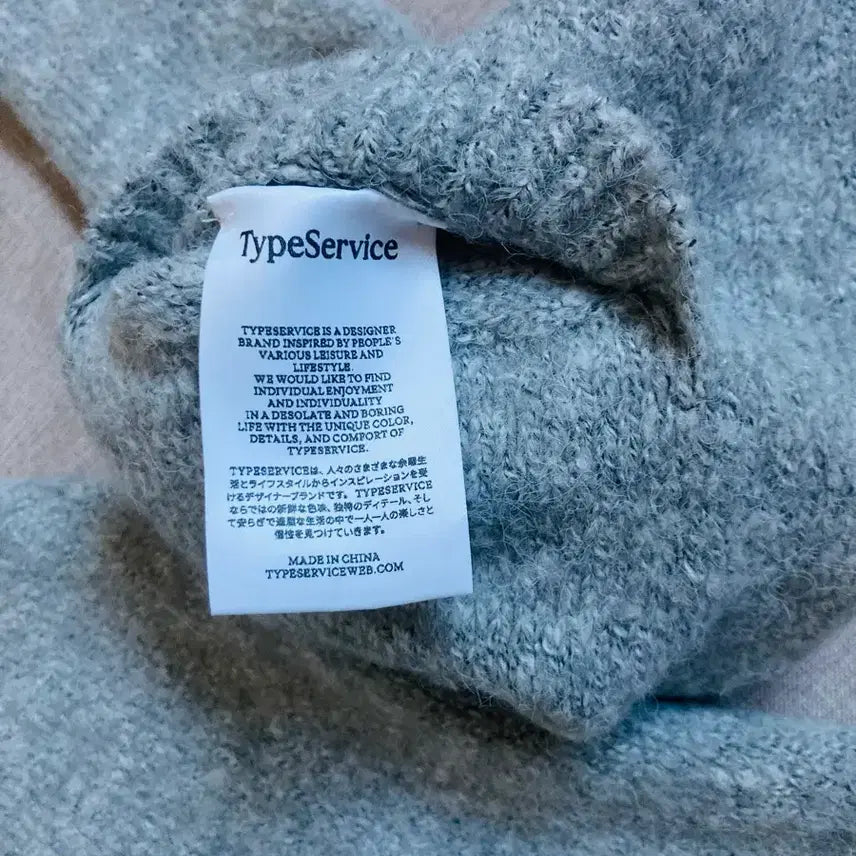 TypeService
TYPESERVICE IS A DESIGNER
BRAND INSPIRED BY PEOPLE'S
VARIOUS LEISURE AND
LIFESTYLE.
WE WOULD LIKE TO FIND
INDIVIDUAL ENJOYMENT
AND INDIVIDUALITY
IN A DESOLATE AND BORING
LIFE WITH THE UNIQUE COLOR,
DETAILS, AND COMFORT OF
TYPESERVICE.
TYPESERVICEは、人々のさまざまな余暇生
活とライフスタイルからインスピレーションを受
けるデザイナーブランドです。TYPESERVICE
ならではの新鮮な色感、独特のディテール、そし
て安らぎで退屈な生活の中で一人一人の楽しさと
個性を見つけていきます。
MADE IN CHINA
TYPESERVICEWEB.COM